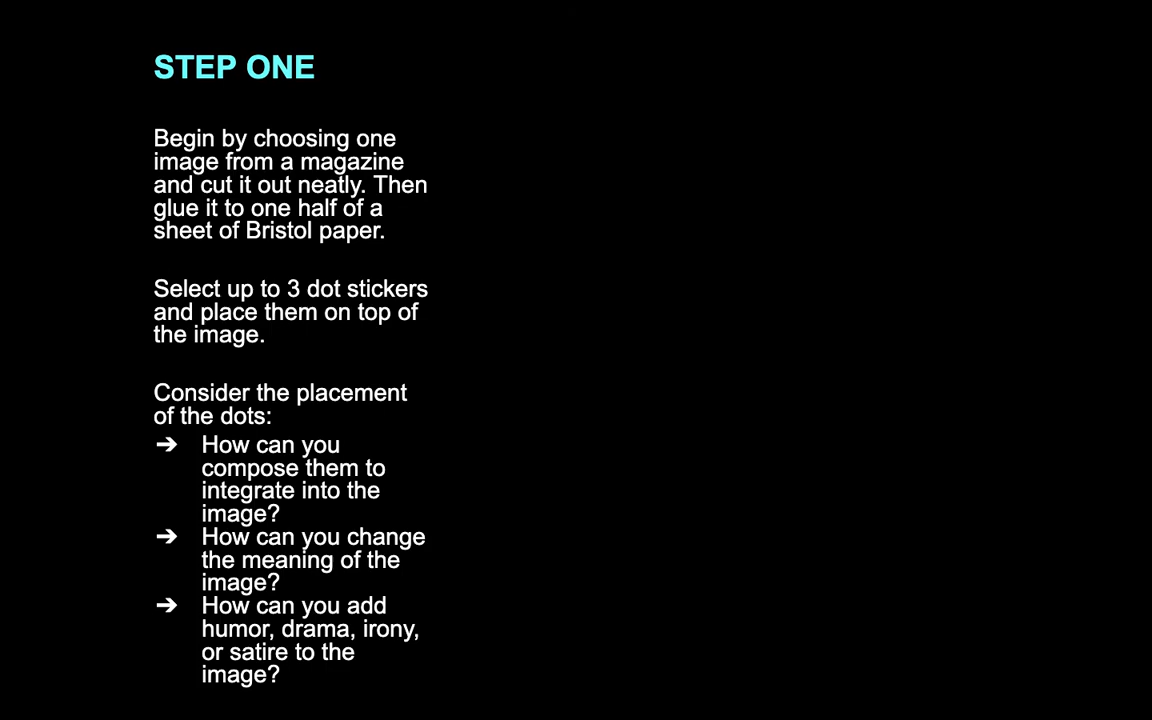 STEP ONE
Begin by choosing one
image from a magazine
and cut it out neatly. Then
glue it to one half of a
sheet of Bristol paper.
Select up to 3 dot stickers
and place them on top of
the image.
Consider the placement
of the dots:
➔ How can you
compose them to
integrate into the
image?
➔ How can you change
the meaning of the
image?
➔ How can you add
humor, drama, irony,
or satire to the
image?